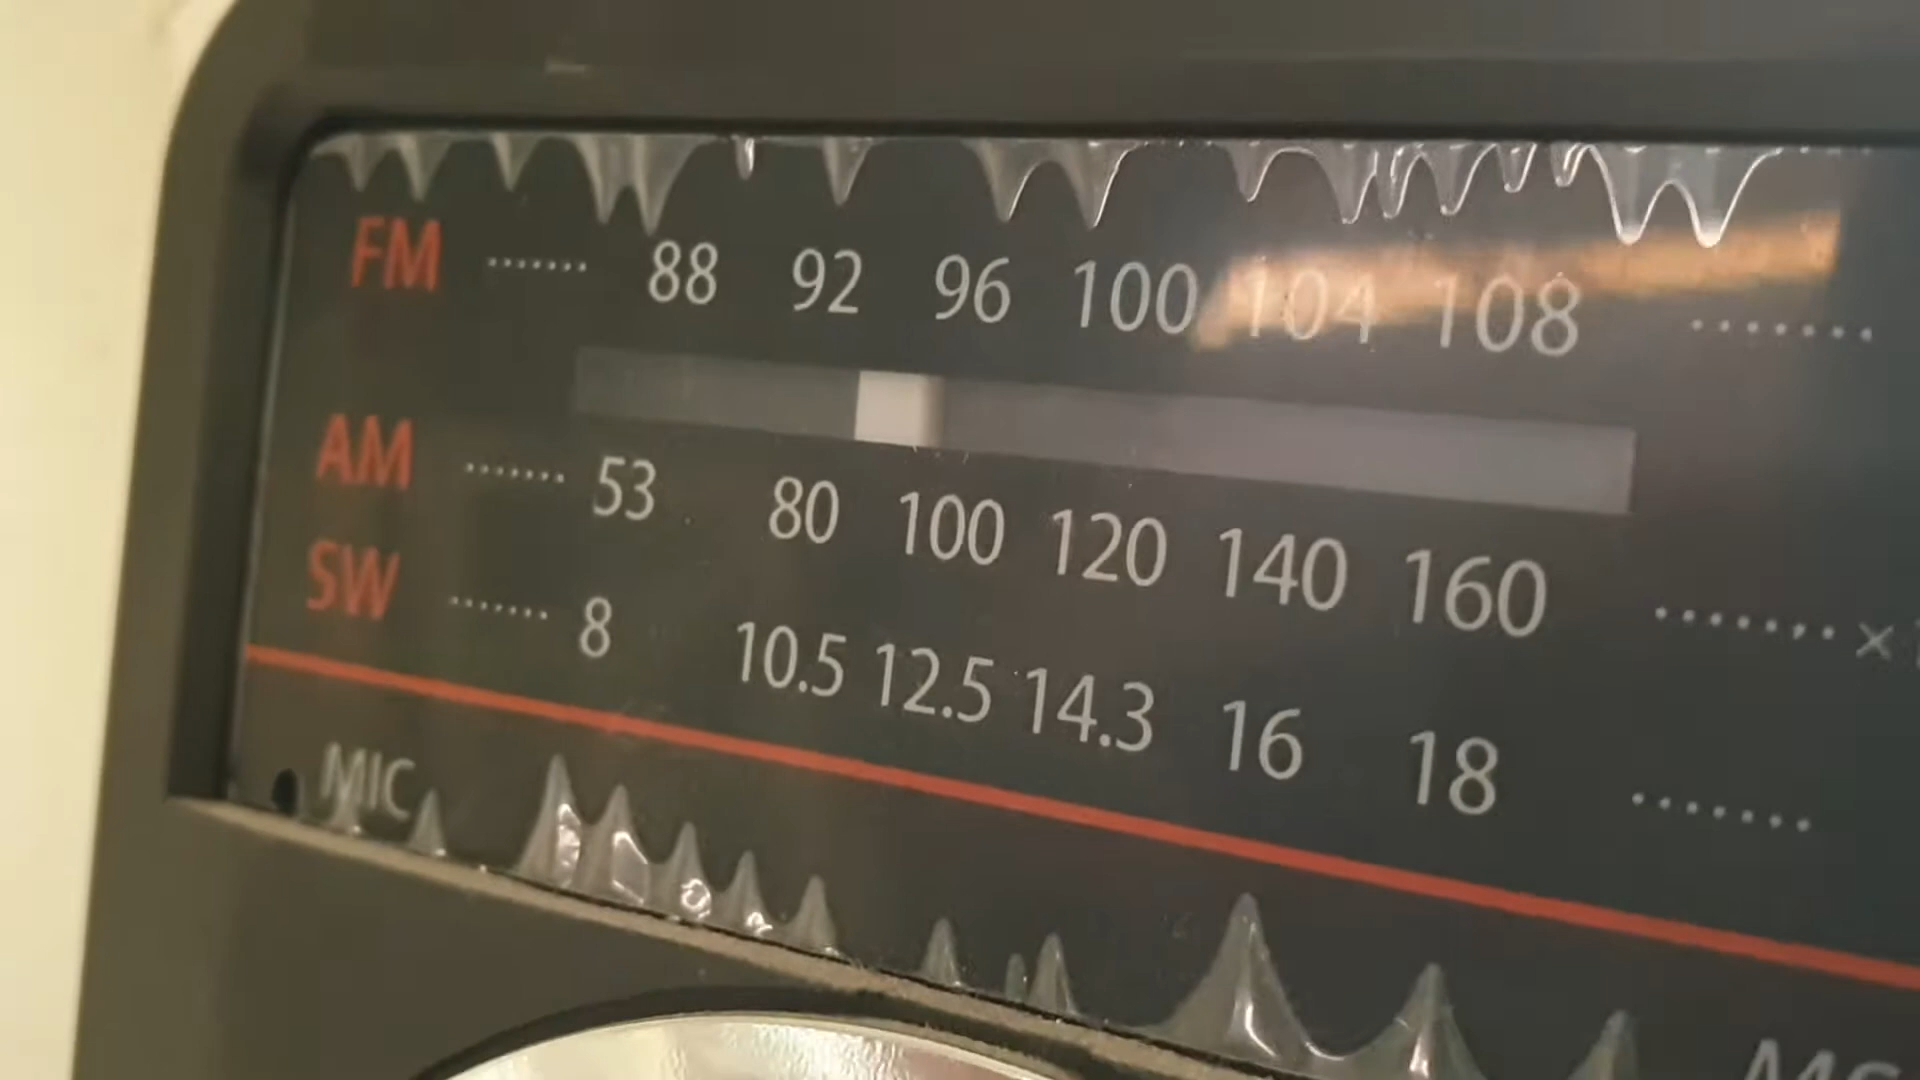 FM ....... 88 92 96 100 104 108 .......
AM ....... 53 80 100 120 140 160 ....... x
SW ....... 8 10.5 12.5 14.3 16 18 .......
MIC